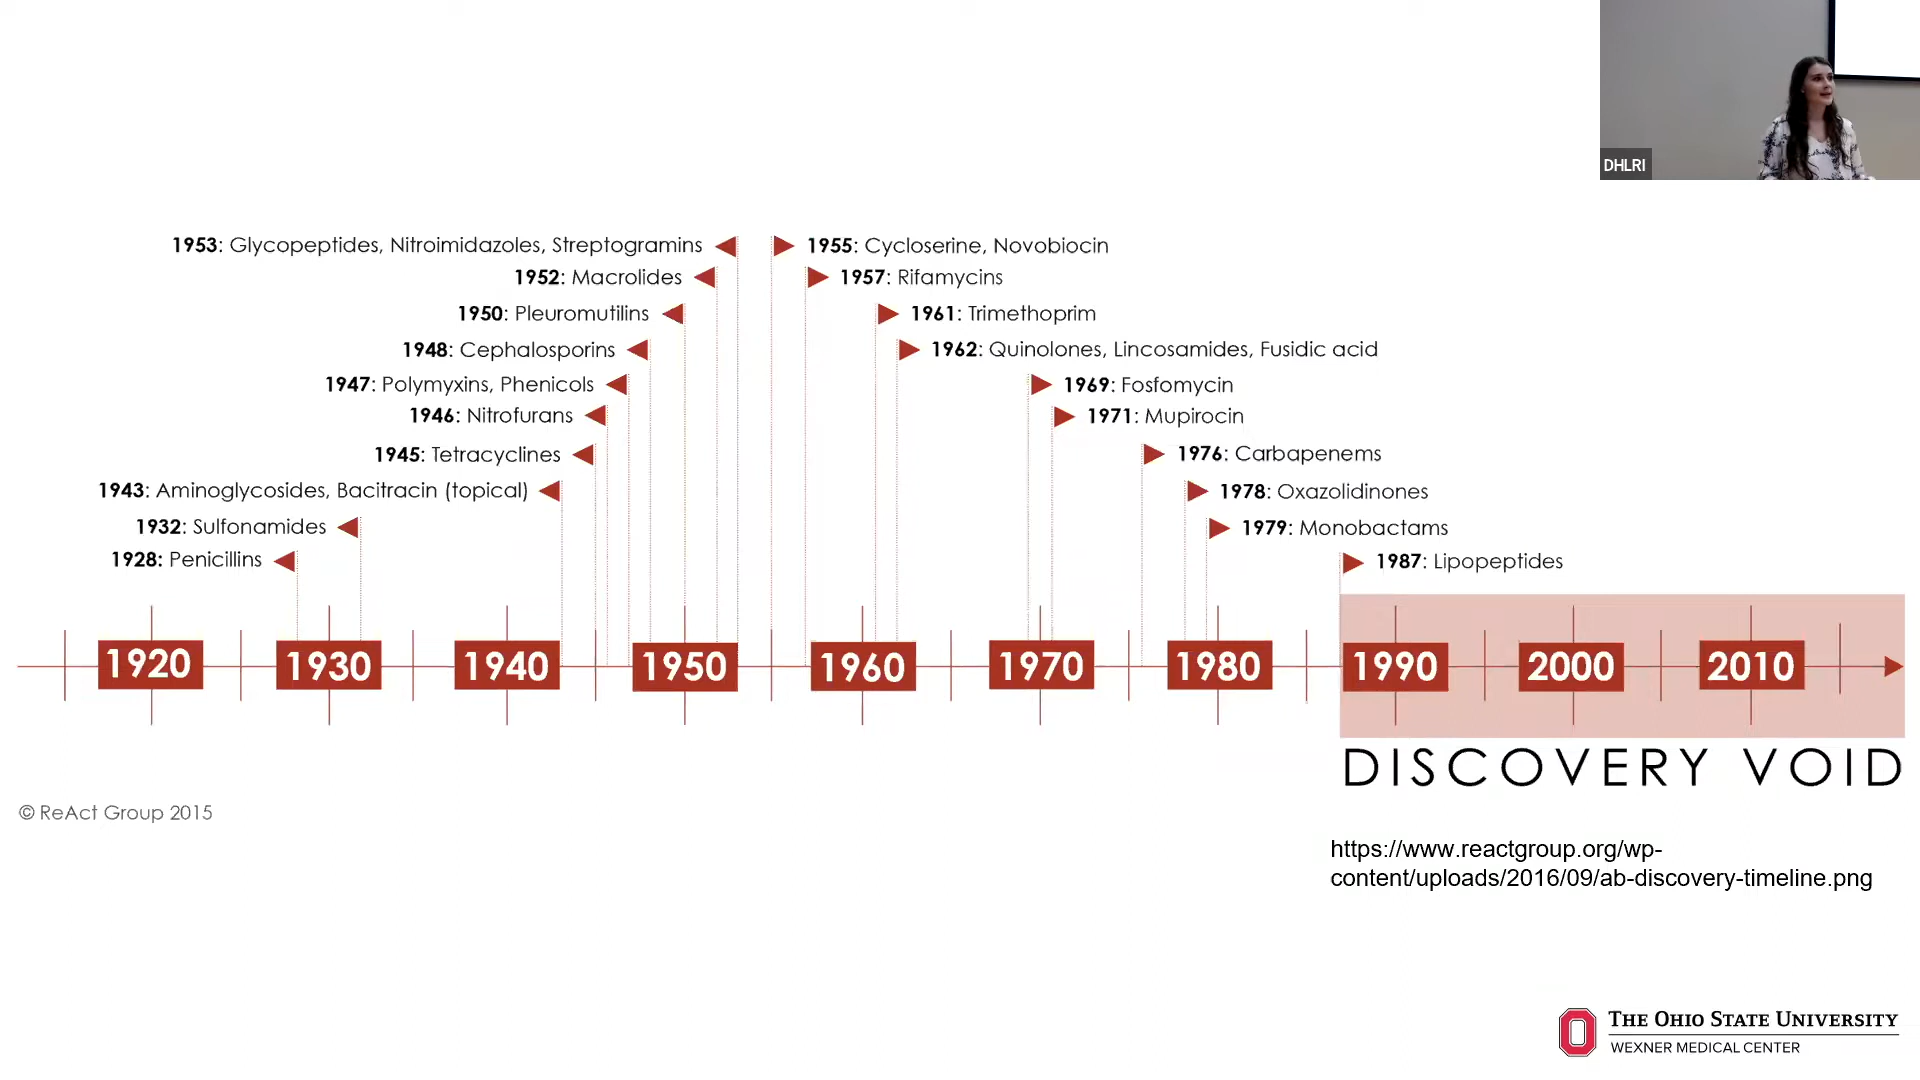 DHLRI
1953: Glycopeptides, Nitroimidazoles, Streptogramins
1952: Macrolides
1950: Pleuromutilins
1948: Cephalosporins
1947: Polymyxins, Phenicols
1946: Nitrofurans
1945: Tetracyclines
1943: Aminoglycosides, Bacitracin (topical)
1932: Sulfonamides
1928: Penicillins
1955: Cycloserine, Novobiocin
1957: Rifamycins
1961: Trimethoprim
1962: Quinolones, Lincosamides, Fusidic acid
1969: Fosfomycin
1971: Mupirocin
1976: Carbapenems
1978: Oxazolidinones
1979: Monobactams
1987: Lipopeptides
1920 1930 1940 1950 1960 1970 1980 1990 2000 2010
DISCOVERY VOID
© ReAct Group 2015
https://www.reactgroup.org/wp-
content/uploads/2016/09/ab-discovery-timeline.png
THE OHIO STATE UNIVERSITY
WEXNER MEDICAL CENTER